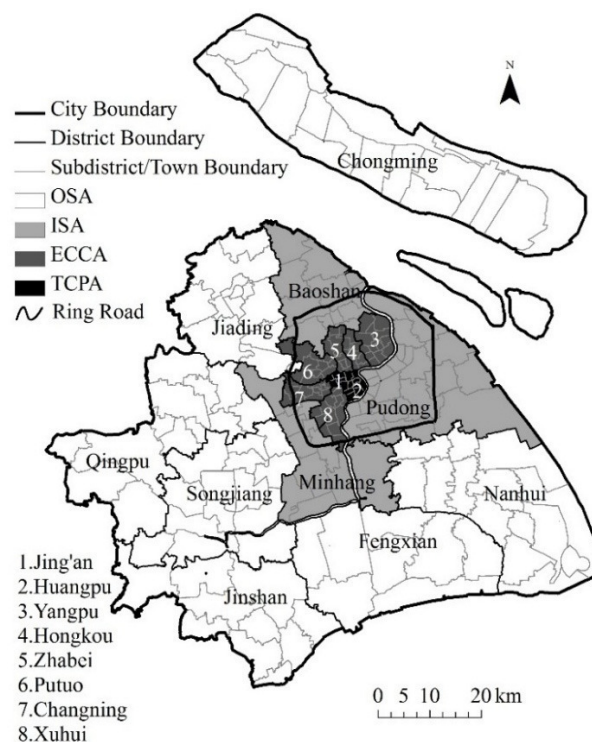 N
City Boundary
District Boundary
Subdistrict/Town Boundary
OSA
ISA
ECCA
TCPA
Ring Road
Chongming
Baoshan
Jiading
3
5 4
6
1
2
7
8
Pudong
Qingpu
Songjiang
Minhang
Nanhui
Fengxian
Jinshan
1.Jing'an
2.Huangpu
3.Yangpu
4.Hongkou
5.Zhabei
6.Putuo
7.Changning
8.Xuhui
0 5 10 20 km